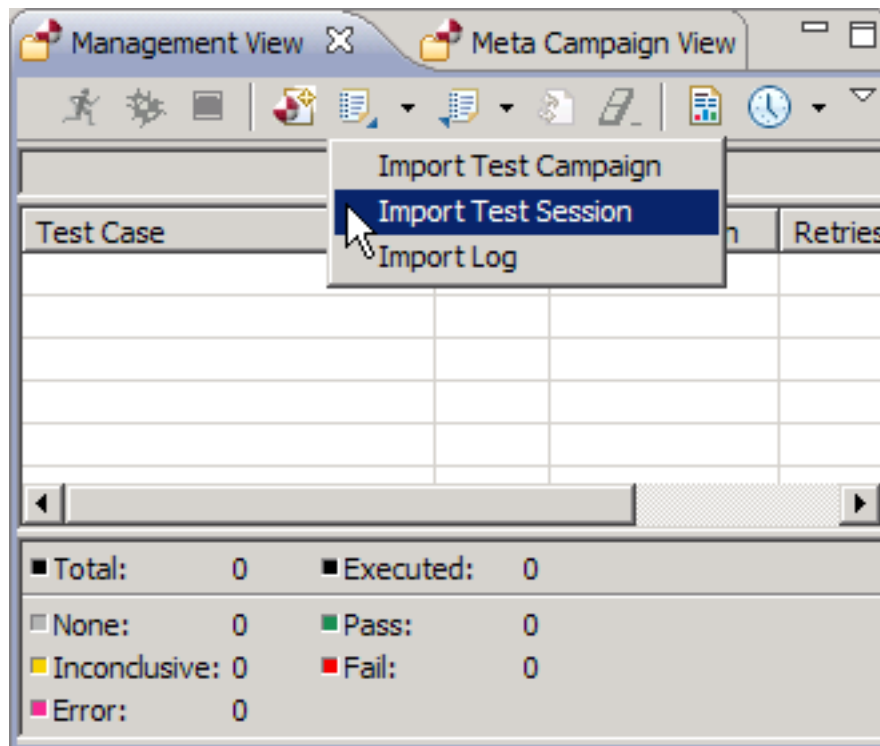 Management View Meta Campaign View
Import Test Campaign
Import Test Session
Test Case Retries
Import Log
Total: 0 Executed: 0
None: 0 Pass: 0
Inconclusive: 0 Fail: 0
Error: 0